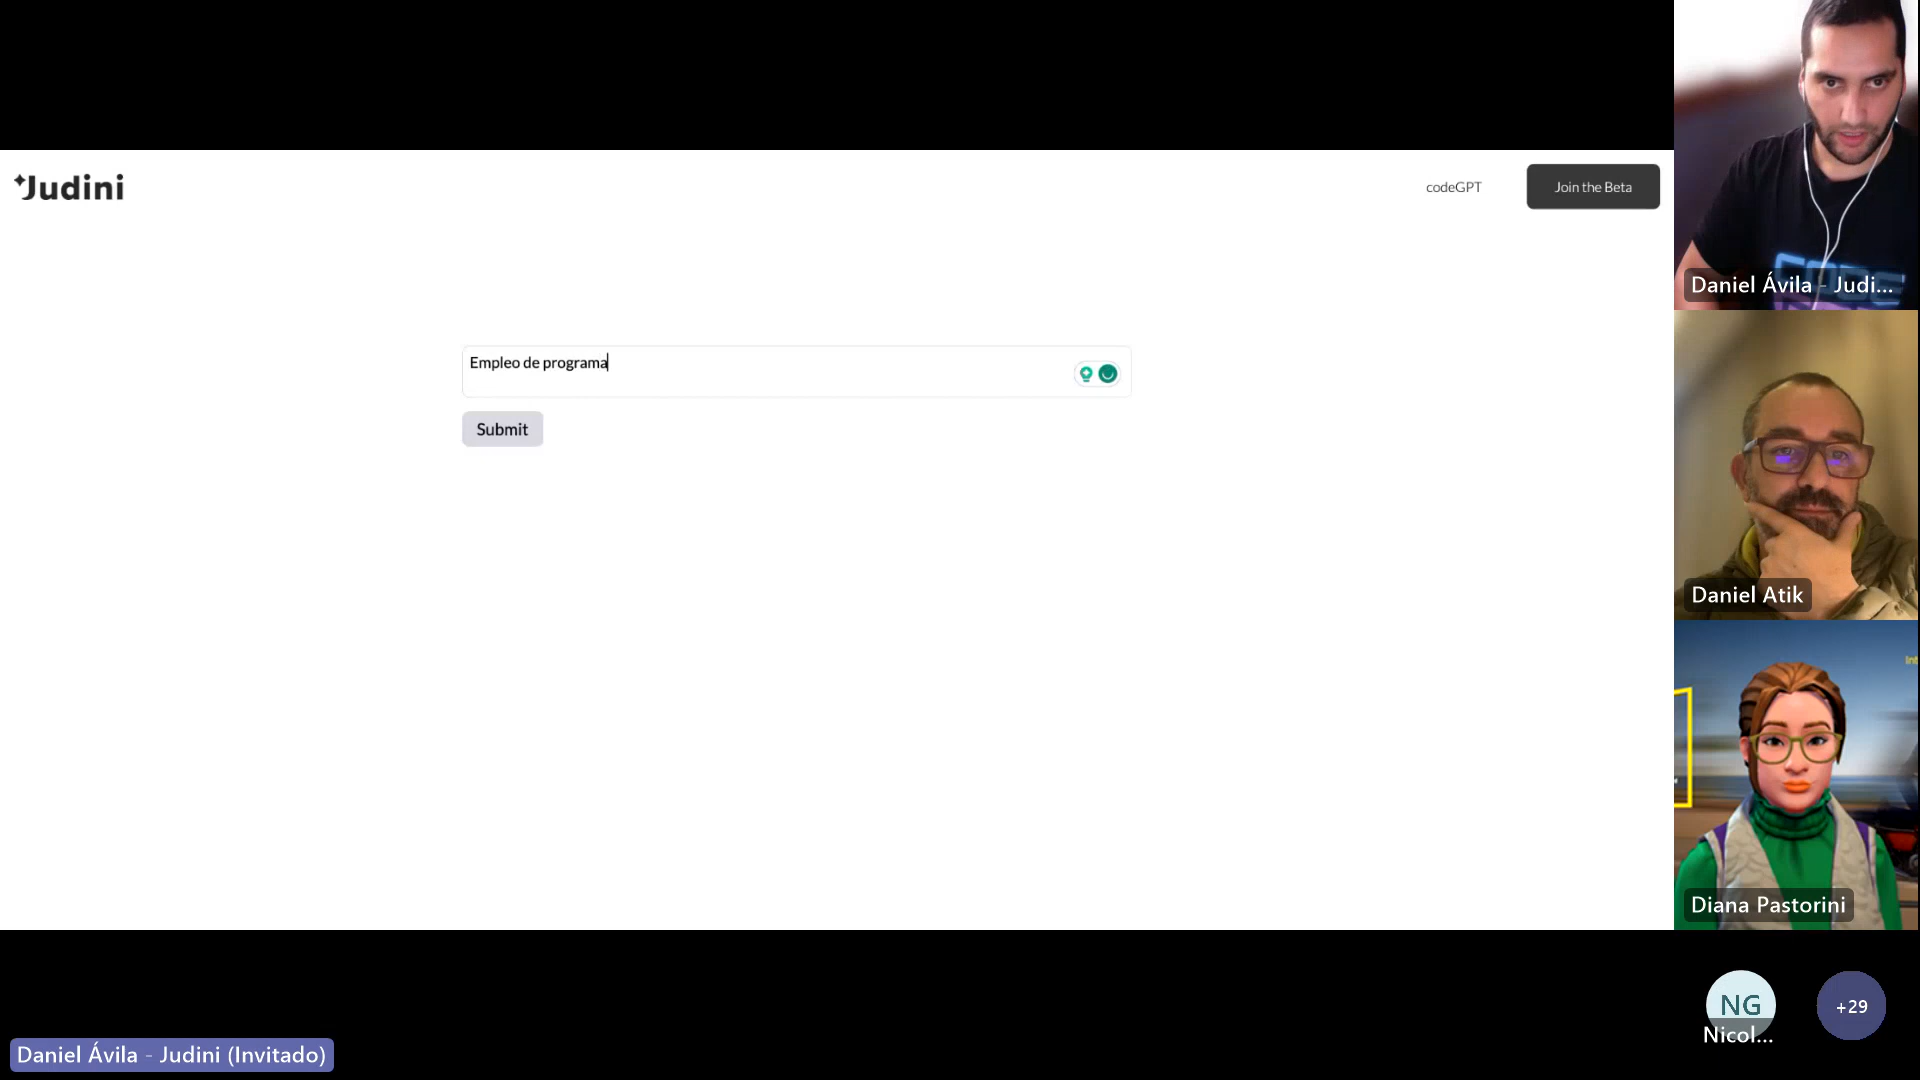 Judini
codeGPT
Join the Beta
Empleo de programa
Submit
Daniel Ávila - Judi...
Daniel Atik
Int
Diana Pastorini
NG
Nicol...
+29
Daniel Ávila - Judini (Invitado)